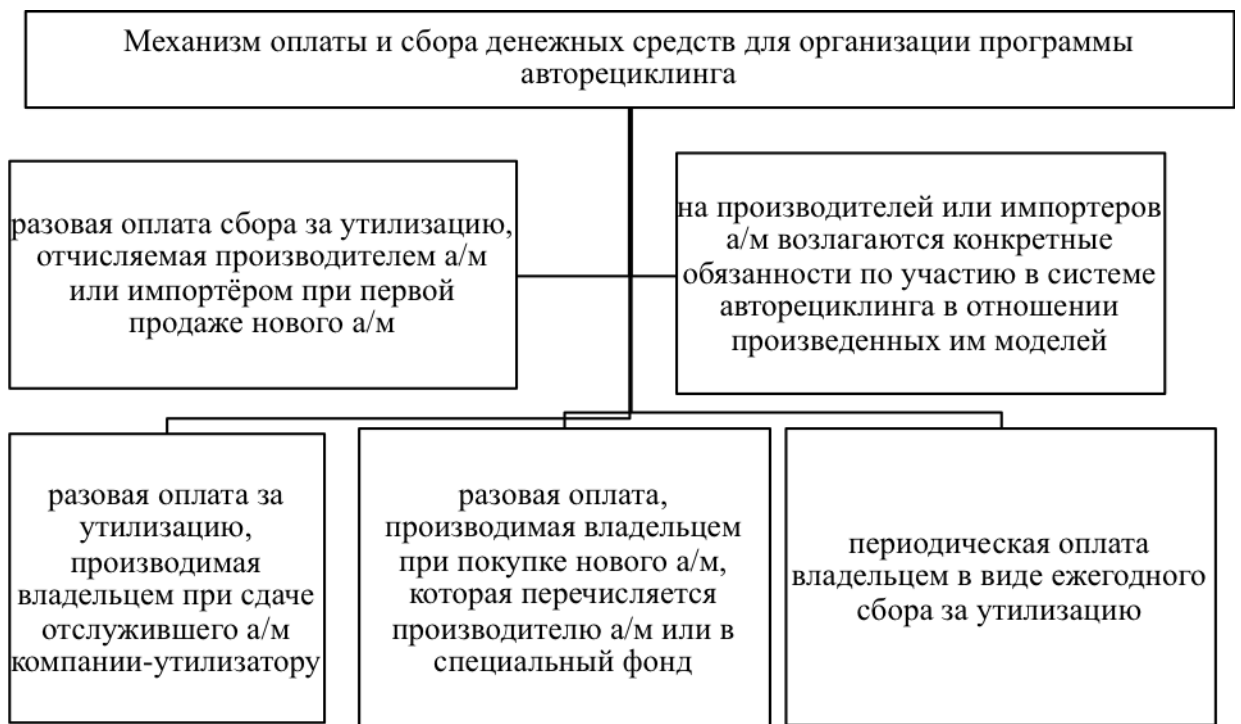 Механизм оплаты и сбора денежных средств для организации программы
авторециклинга
разовая оплата сбора за утилизацию,
отчисляемая производителем а/м
или импортёром при первой
продаже нового а/м
на производителей или импортеров
а/м возлагаются конкретные
обязанности по участию в системе
авторециклинга в отношении
произведенных им моделей
разовая оплата за
утилизацию,
производимая
владельцем при сдаче
отслужившего а/м
компании-утилизатору
разовая оплата,
производимая владельцем
при покупке нового а/м,
которая перечисляется
производителю а/м или в
специальный фонд
периодическая оплата
владельцем в виде ежегодного
сбора за утилизацию